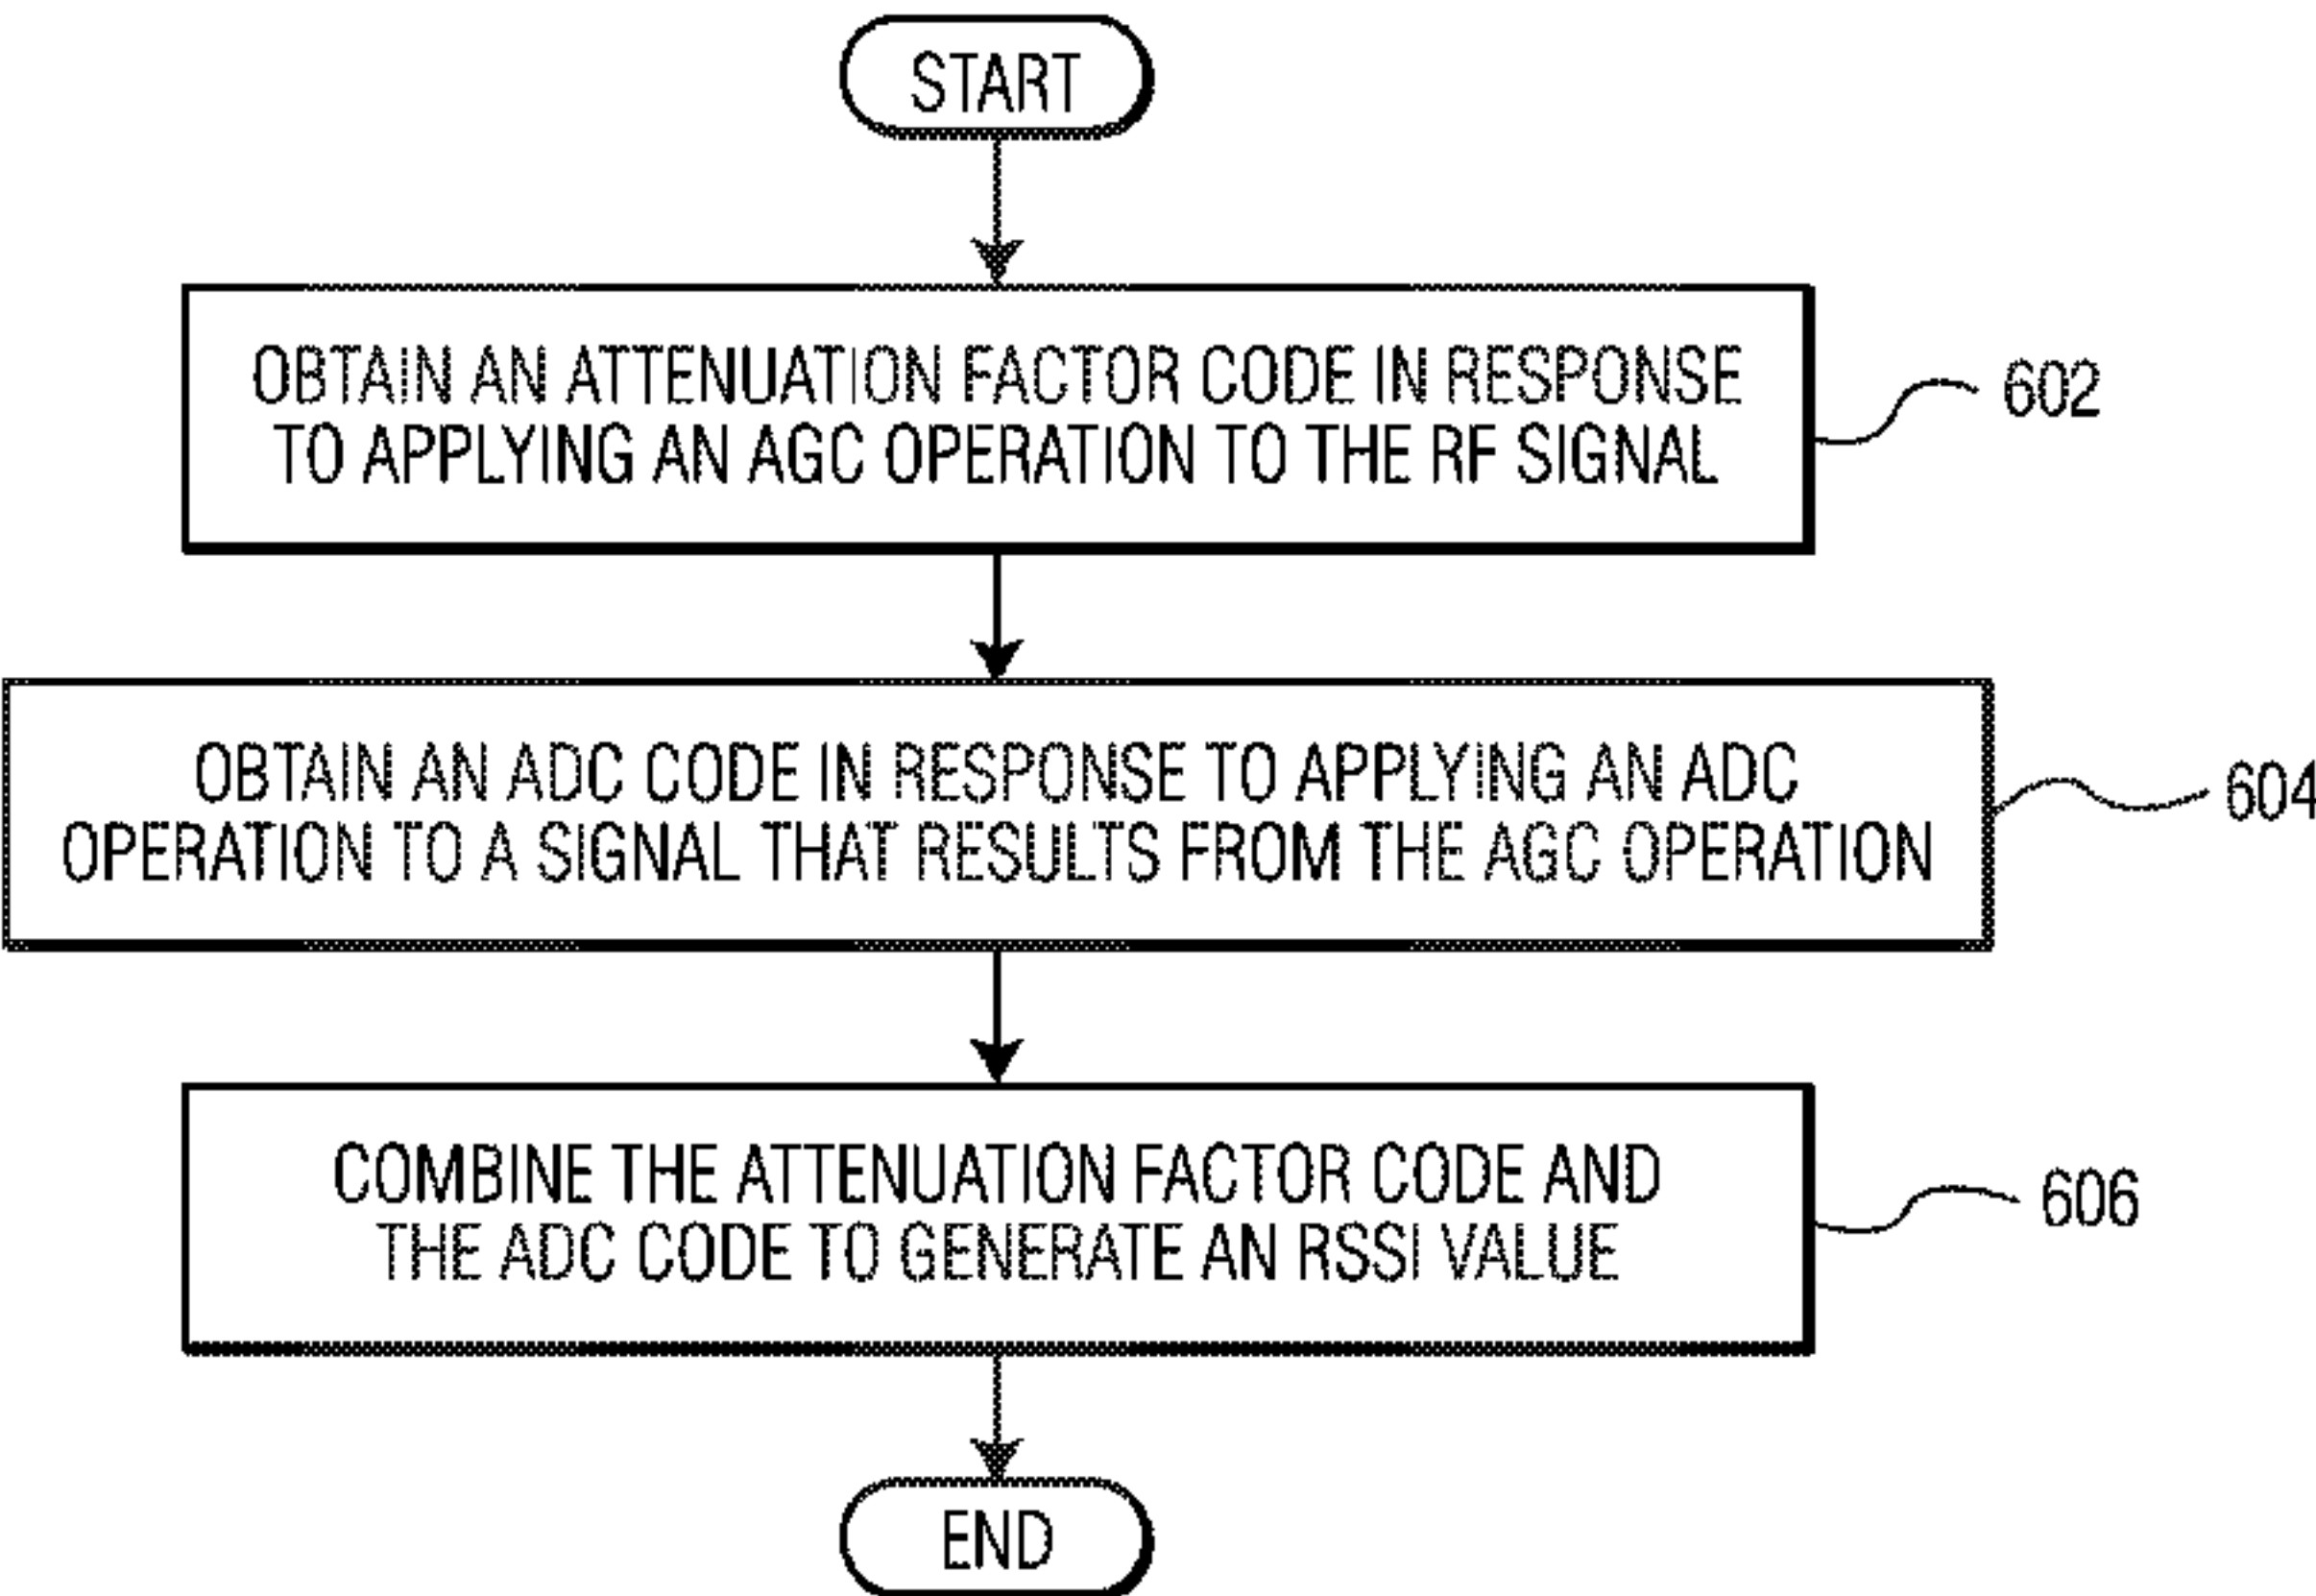 START
OBTAIN AN ATTENUATION FACTOR CODE IN RESPONSE
TO APPLYING AN AGC OPERATION TO THE RF SIGNAL
602
OBTAIN AN ADC CODE IN RESPONSE TO APPLYING AN ADC
OPERATION TO A SIGNAL THAT RESULTS FROM THE AGC OPERATION
604
COMBINE THE ATTENUATION FACTOR CODE AND
THE ADC CODE TO GENERATE AN RSSI VALUE
606
END